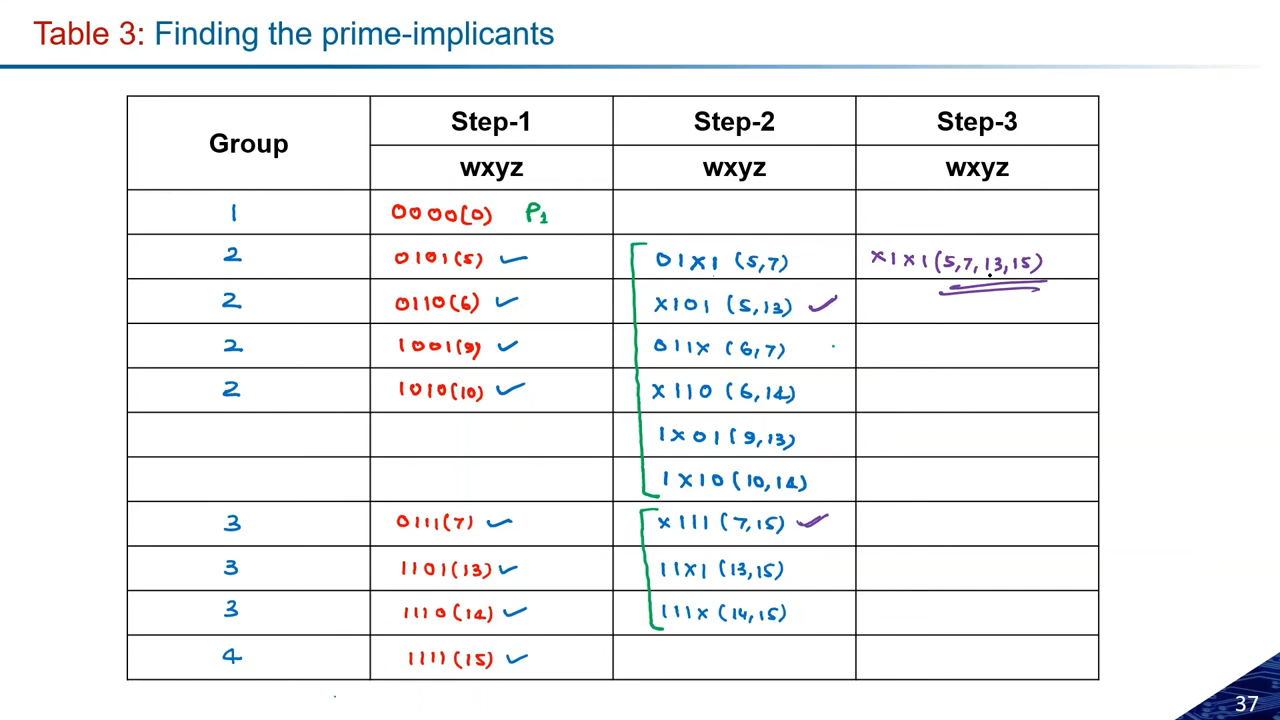 Table 3: Finding the prime-implicants
Group Step-1 Step-2 Step-3
wxyz wxyz wxyz
1 0000(0) P1
2 0101(5) ✓ 01X1 (5,7) X1X1(5,7,13,15)
2 0110(6) ✓ X101 (5,13) ✓
2 1001(9) ✓ 011X (6,7)
2 1010(10) ✓ X110 (6,14)
1X01(9,13)
1X10(10,14)
3 0111(7) ✓ X111 (7,15) ✓
3 1101(13) ✓ 11X1 (13,15)
3 1110(14) ✓ 111X (14,15)
4 1111(15) ✓
37